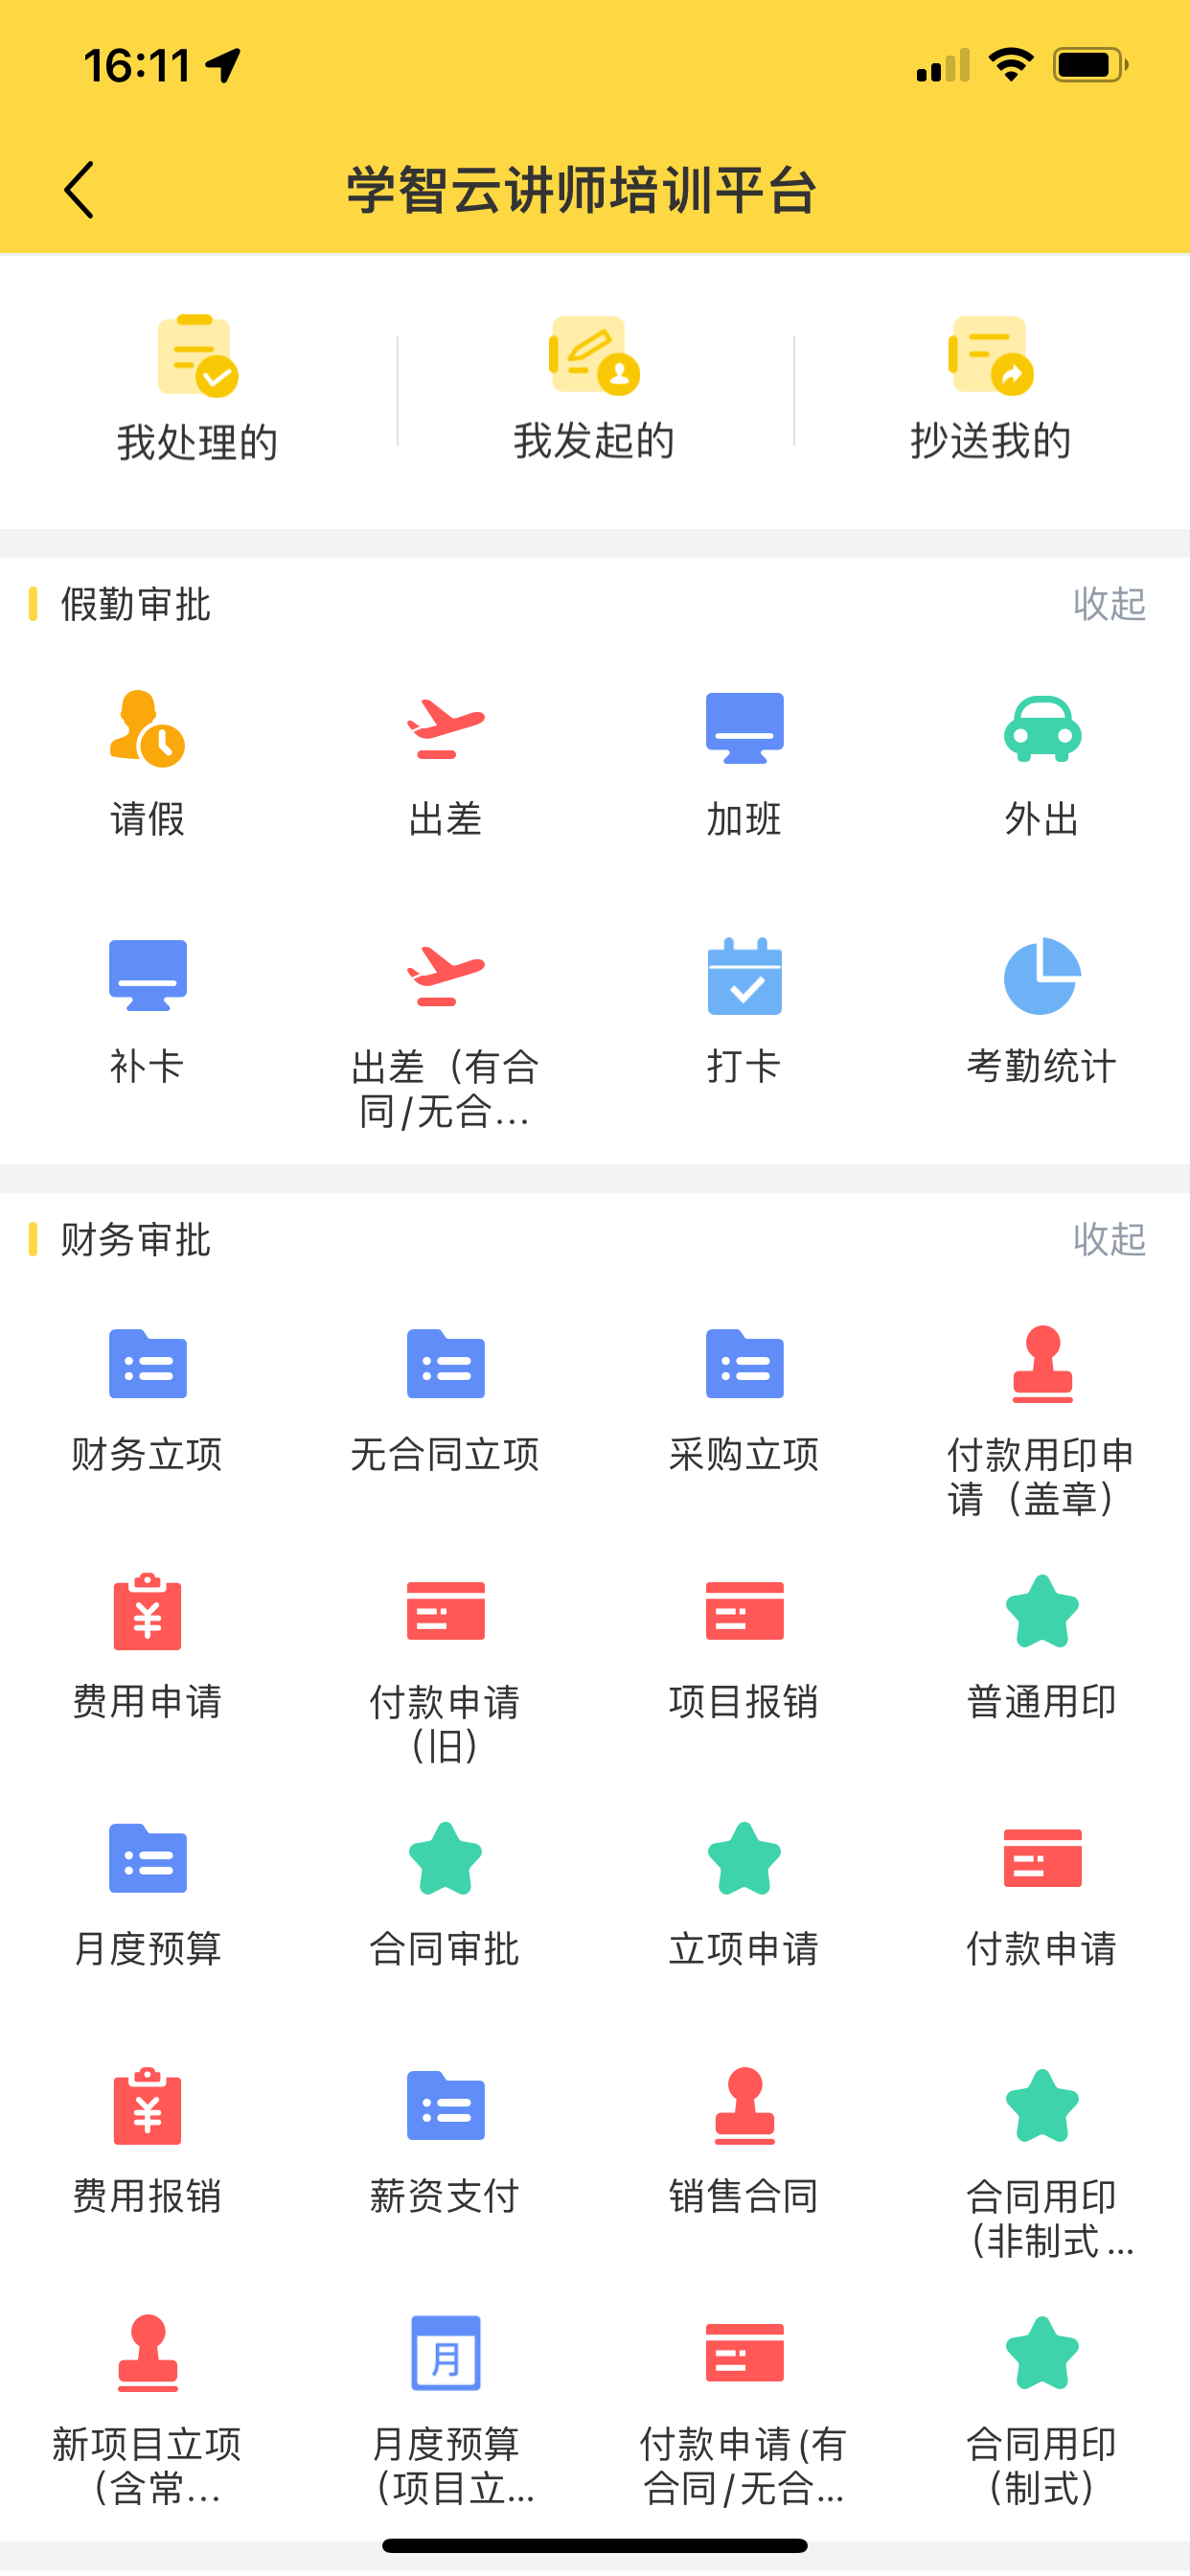 16:11
学智云讲师培训平台
我处理的 我发起的 抄送我的
假勤审批 收起
请假 出差 加班 外出
补卡 出差（有合 打卡 考勤统计
同/无合...
财务审批 收起
财务立项 无合同立项 采购立项 付款用印申
请（盖章）
¥
费用申请 付款申请 项目报销 普通用印
（旧）
月度预算 合同审批 立项申请 付款申请
¥
费用报销 薪资支付 销售合同 合同用印
（非制式...
月
新项目立项 月度预算 付款申请(有 合同用印
（含常... （项目立... 合同/无合... （制式）